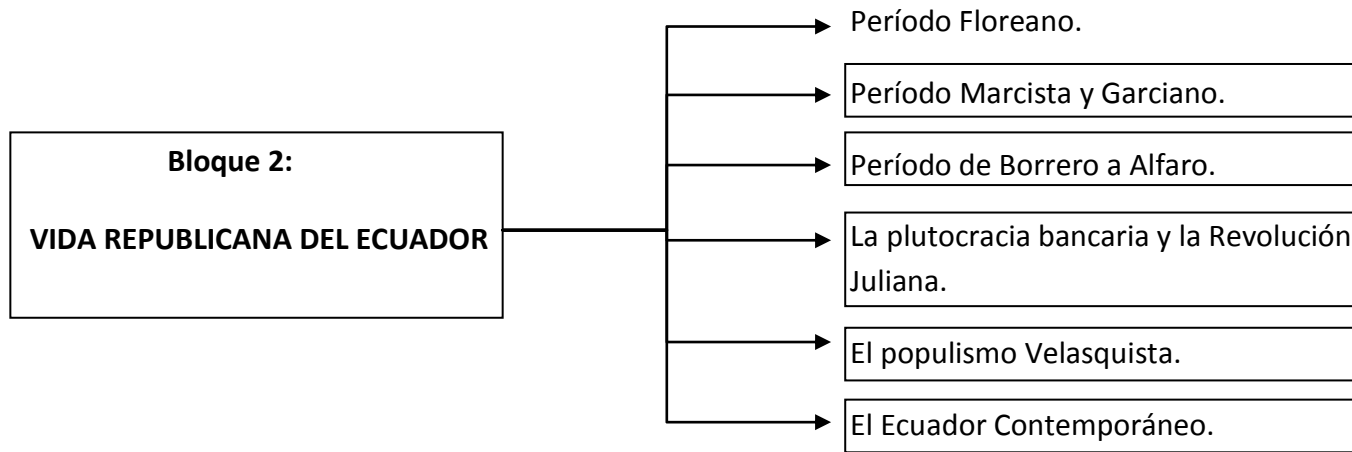 Bloque 2:
VIDA REPUBLICANA DEL ECUADOR
Período Floreano.
Período Marcista y Garciano.
Período de Borrero a Alfaro.
La plutocracia bancaria y la Revolución
Juliana.
El populismo Velasquista.
El Ecuador Contemporáneo.